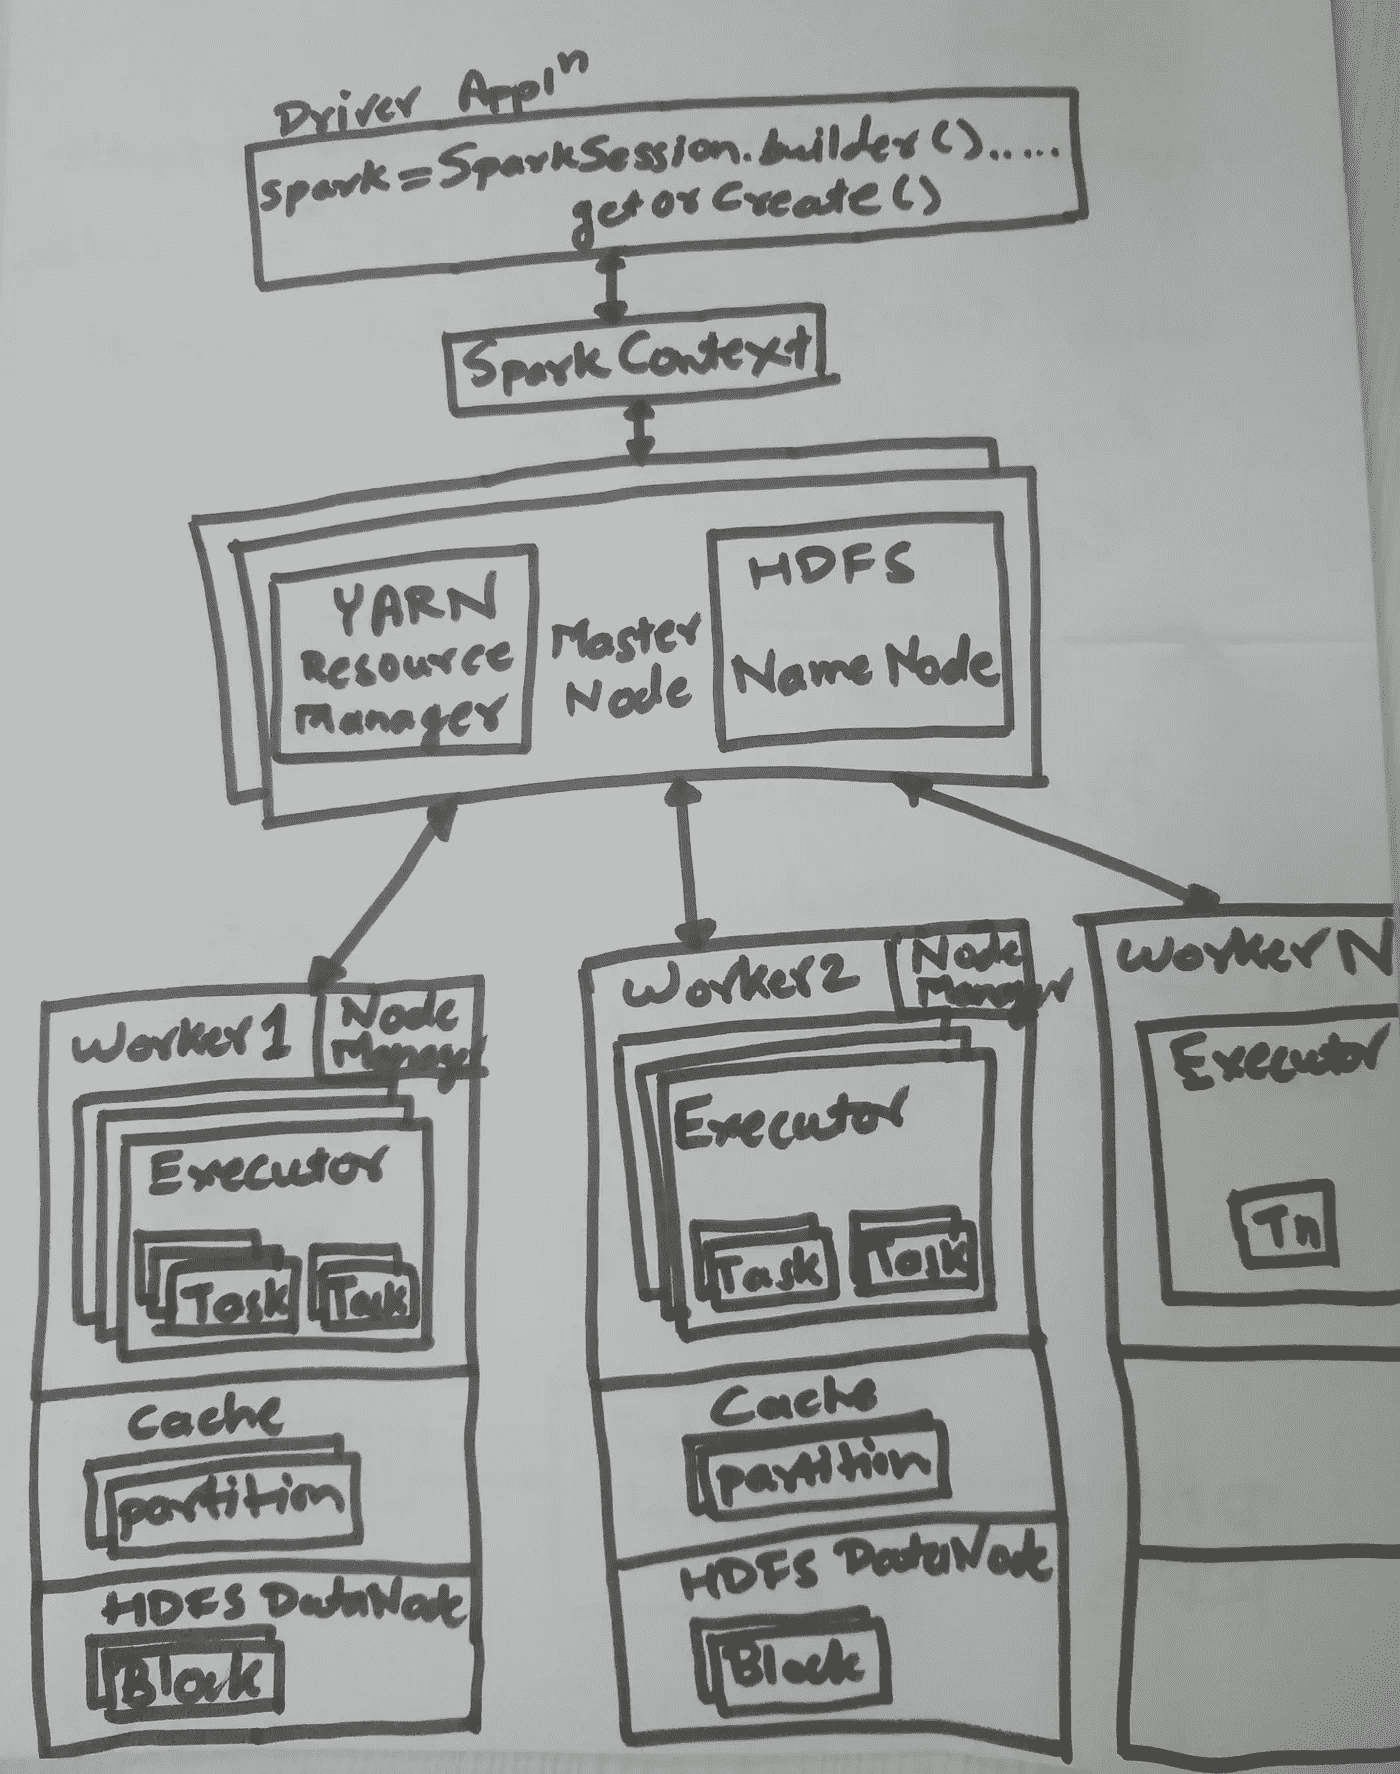 Driver Applⁿ
spark = SparkSession.builder().....
getorCreate()
Spark Context
YARN
Resource
Manager
Master
Node
HDFS
Name Node
Worker 1
Node
Manager
Executor
Task
Task
Cache
partition
HDFS DataNode
Block
Worker 2
Node
Manager
Executor
Task
Task
Cache
partition
HDFS DataNode
Block
Worker N
Executor
Tn